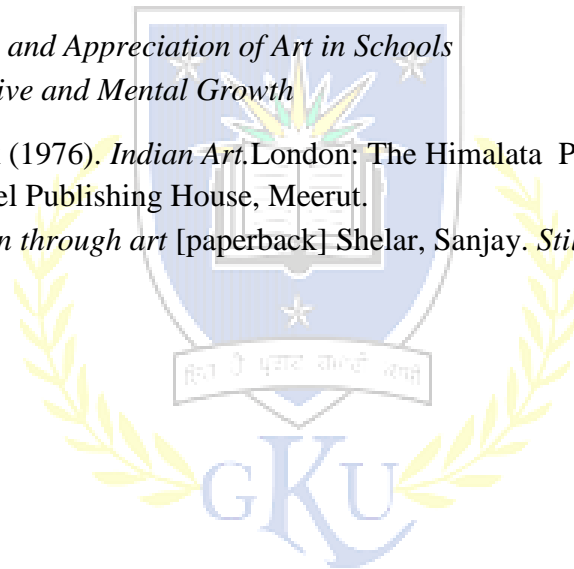 and Appreciation of Art in Schools
ive and Mental Growth
(1976). Indian Art.London: The Himalata P
el Publishing House, Meerut.
n through art [paperback] Shelar, Sanjay. Stil
GKU